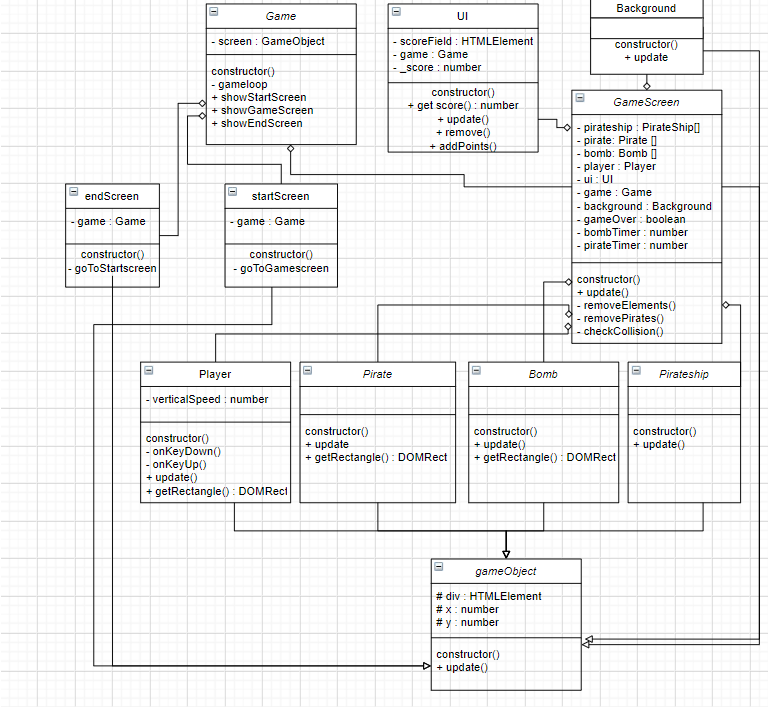 Game
- screen : GameObject
constructor()
- gameloop
+ showStartScreen
+ showGameScreen
+ showEndScreen
UI
- scoreField : HTMLElement
- game : Game
- _score : number
constructor()
+ get score() : number
+ update()
+ remove()
+ addPoints()
Background
constructor()
+ update
GameScreen
- pirateship : PirateShip[]
- pirate: Pirate []
- bomb: Bomb []
- player : Player
- ui : UI
- game : Game
- background : Background
- gameOver : boolean
- bombTimer : number
- pirateTimer : number
constructor()
+ update()
- removeElements()
- removePirates()
- checkCollision()
endScreen
- game : Game
constructor()
- goToStartscreen
startScreen
- game : Game
constructor()
- goToGamescreen
Player
- verticalSpeed : number
constructor()
- onKeyDown()
- onKeyUp()
+ update()
+ getRectangle() : DOMRect
Pirate
constructor()
+ update
+ getRectangle() : DOMRect
Bomb
constructor()
+ update()
+ getRectangle() : DOMRect
Pirateship
constructor()
+ update()
gameObject
# div : HTMLElement
# x : number
# y : number
constructor()
+ update()